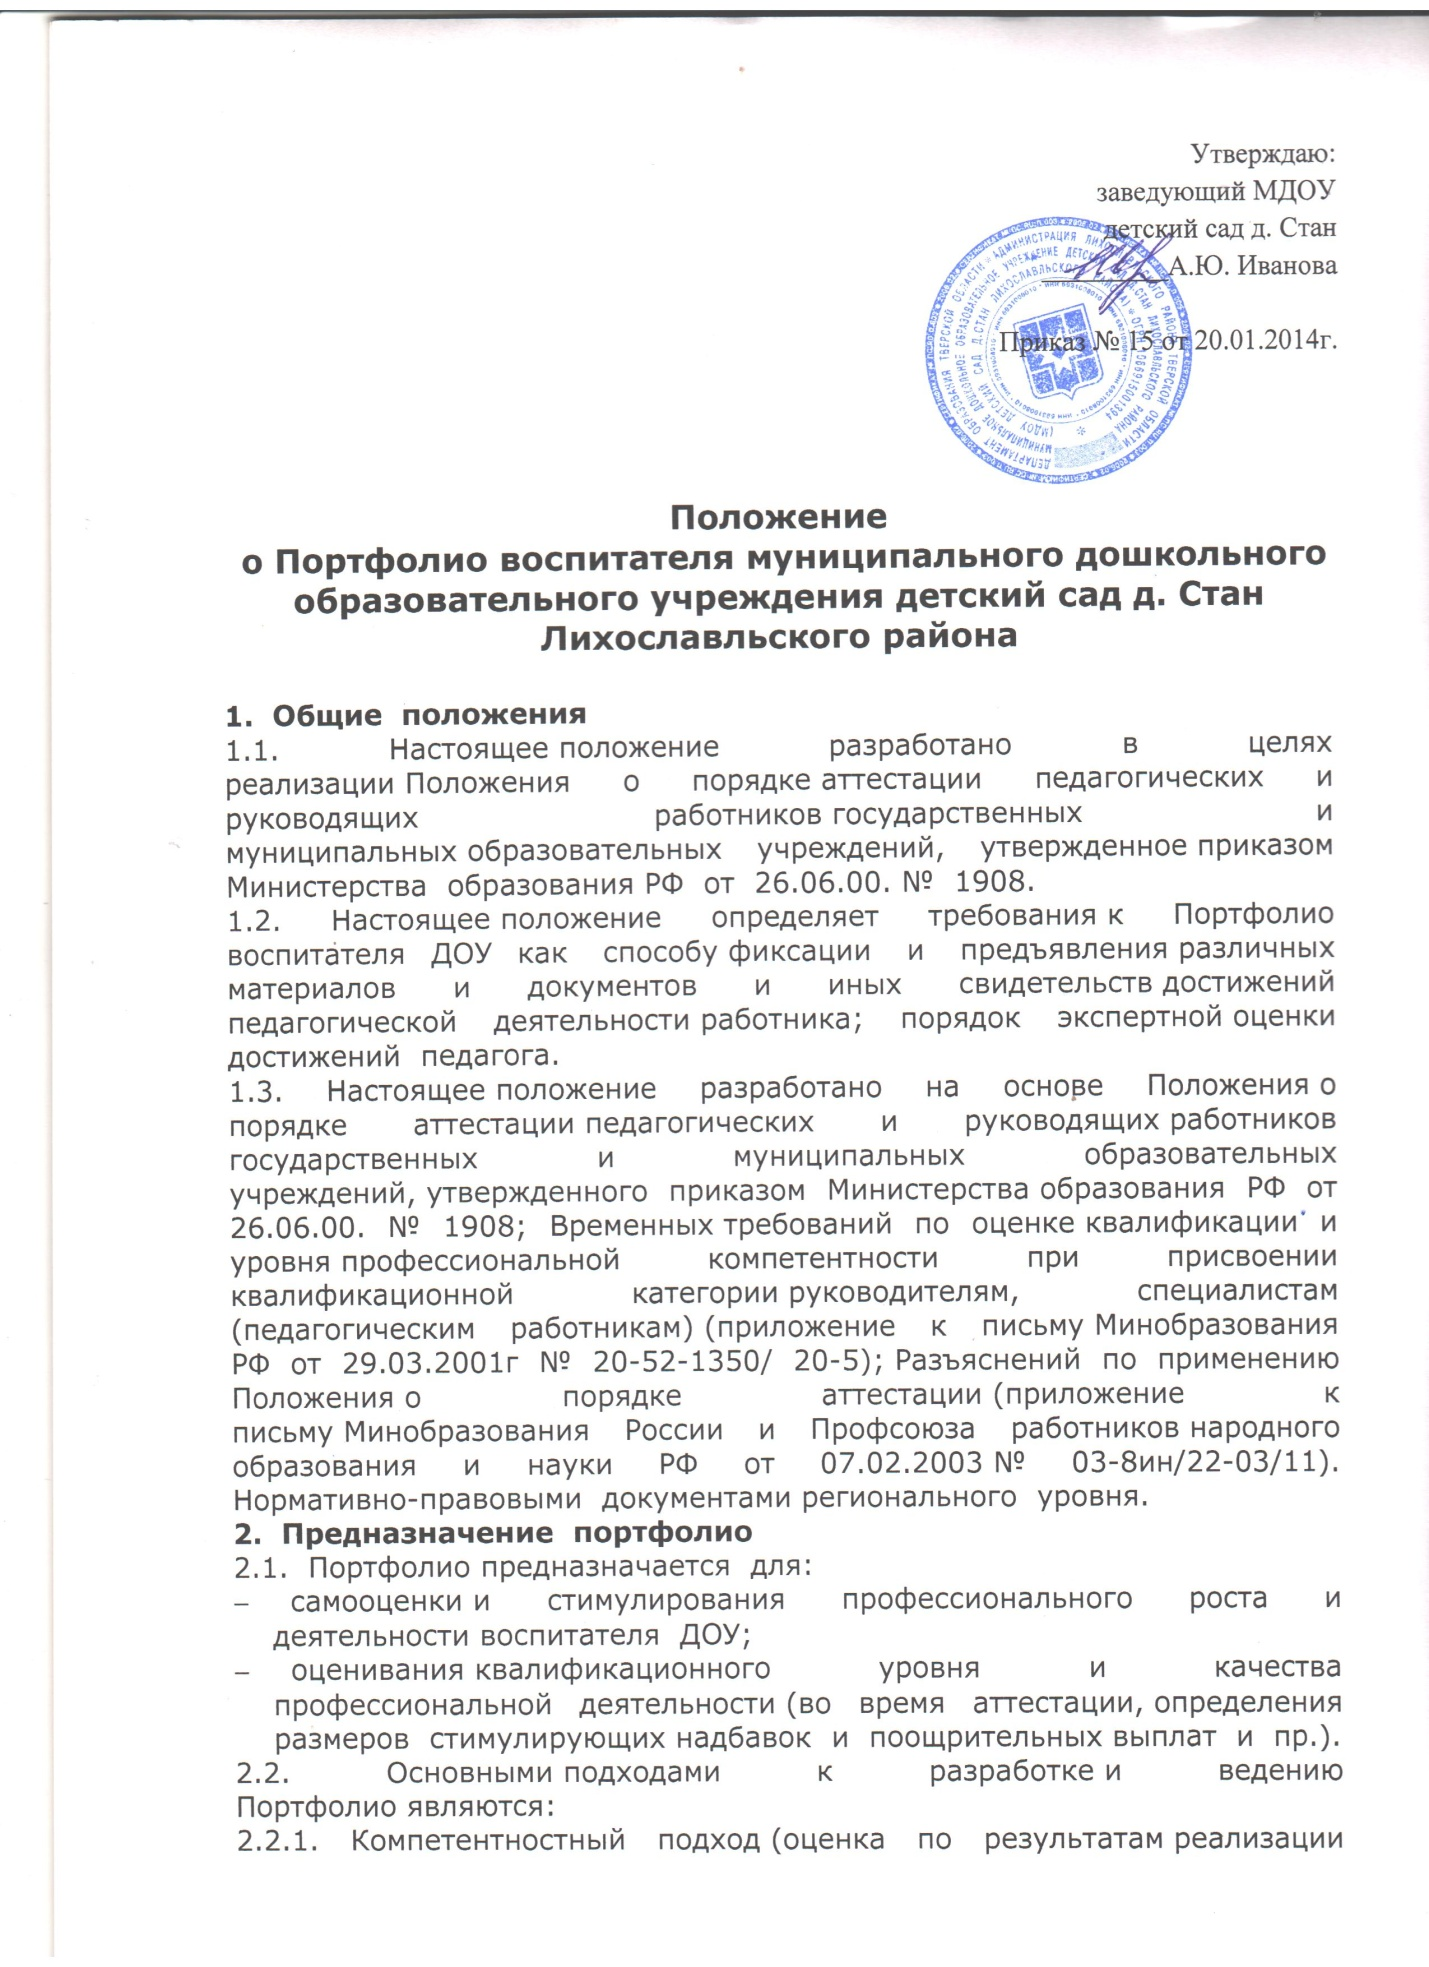 Утверждаю:
заведующий МДОУ
детский сад д. Стан
А.Ю. Иванова
Приказ № 15 от 20.01.2014г.
Положение
о Портфолио воспитателя муниципального дошкольного
образовательного учреждения детский сад д. Стан
Лихославльского района
1. Общие положения
1.1. Настоящее положение разработано в целях
реализации Положения о порядке аттестации педагогических и
руководящих работников государственных и
муниципальных образовательных учреждений, утвержденное приказом
Министерства образования РФ от 26.06.00. № 1908.
1.2. Настоящее положение определяет требования к Портфолио
воспитателя ДОУ как способу фиксации и предъявления различных
материалов и документов и иных свидетельств достижений
педагогической деятельности работника; порядок экспертной оценки
достижений педагога.
1.3. Настоящее положение разработано на основе Положения о
порядке аттестации педагогических и руководящих работников
государственных и муниципальных образовательных
учреждений, утвержденного приказом Министерства образования РФ от
26.06.00. № 1908; Временных требований по оценке квалификации и
уровня профессиональной компетентности при присвоении
квалификационной категории руководителям, специалистам
(педагогическим работникам) (приложение к письму Минобразования
РФ от 29.03.2001г № 20-52-1350/ 20-5); Разъяснений по применению
Положения о порядке аттестации (приложение к
письму Минобразования России и Профсоюза работников народного
образования и науки РФ от 07.02.2003 № 03-8ин/22-03/11).
Нормативно-правовыми документами регионального уровня.
2. Предназначение портфолио
2.1. Портфолио предназначается для:
– самооценки и стимулирования профессионального роста и
деятельности воспитателя ДОУ;
– оценивания квалификационного уровня и качества
профессиональной деятельности (во время аттестации, определения
размеров стимулирующих надбавок и поощрительных выплат и пр.).
2.2. Основными подходами к разработке и ведению
Портфолио являются:
2.2.1. Компетентностный подход (оценка по результатам реализации